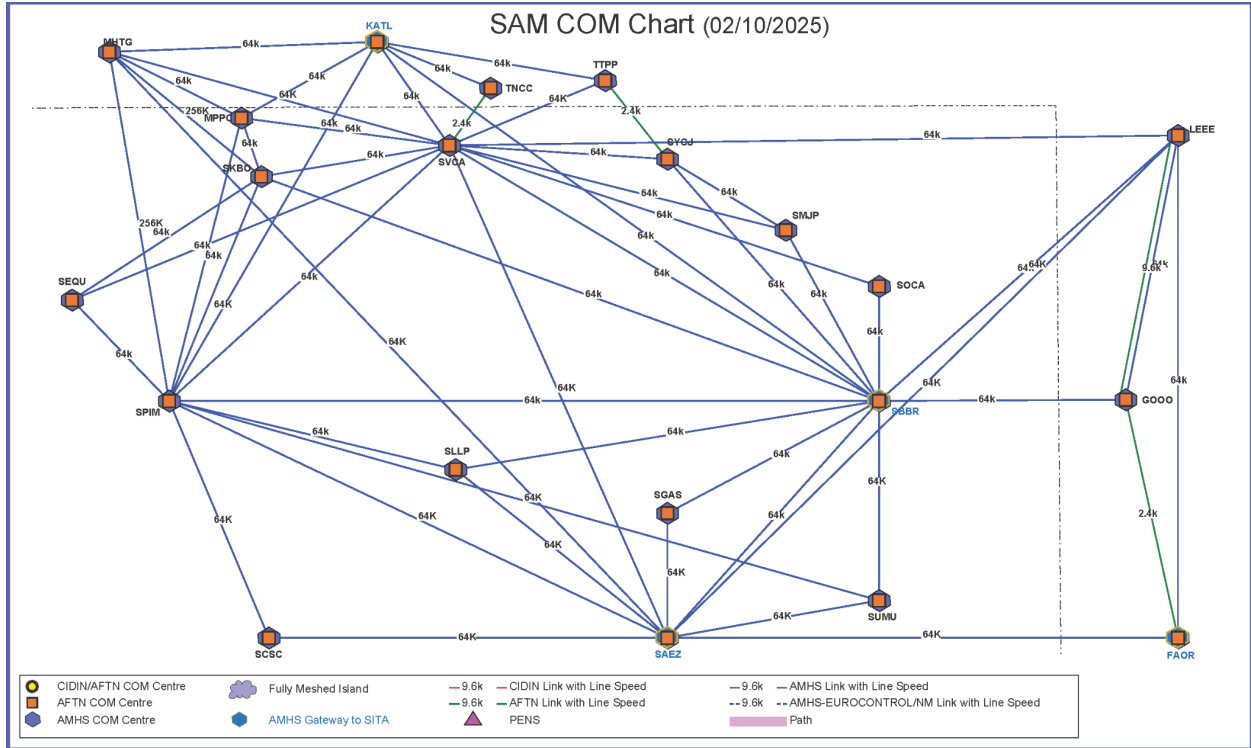 SAM COM Chart (02/10/2025)
KATL
MHTG
64k
TTPP
64k
64k
64k
64k
TNCC
64K
64K
256K
MPPC
64k
64k
2.4k
2.4k
LEEE
64k
64k
SYCJ
SVCA
64k
64k
SKBO
64k
64k
64k
SMJP
256K
64k
64k
64k
64k
64k
64K
64k
9.6k
SEQU
64k
64k
64k
SOCA
64k
64K
64k
64K
64k
64K
64K
64k
SPIM
64k
SBBR
64k
GOOO
64k
64k
SLLP
64k
64K
SGAS
64K
64K
64K
64k
2.4k
64K
64K
64K
SUMU
SCSC
64K
SAEZ
64K
FAOR
CIDIN/AFTN COM Centre
Fully Meshed Island
9.6k
CIDIN Link with Line Speed
9.6k
AMHS Link with Line Speed
AFTN COM Centre
9.6k
AFTN Link with Line Speed
9.6k
AMHS-EUROCONTROL/NM Link with Line Speed
AMHS COM Centre
AMHS Gateway to SITA
PENS
Path